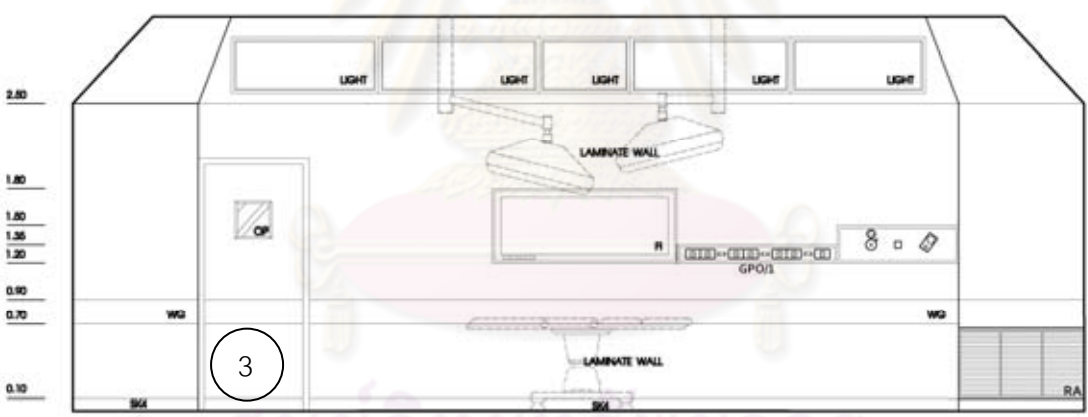 LIGHT LIGHT LIGHT LIGHT LIGHT
2.50
LAMINATE WALL
1.80
1.50
OP
1.35
FI
1.20
GPO/1
0.90
0.70
WG WG
3
LAMINATE WALL
0.10
RA
SK4 SK4